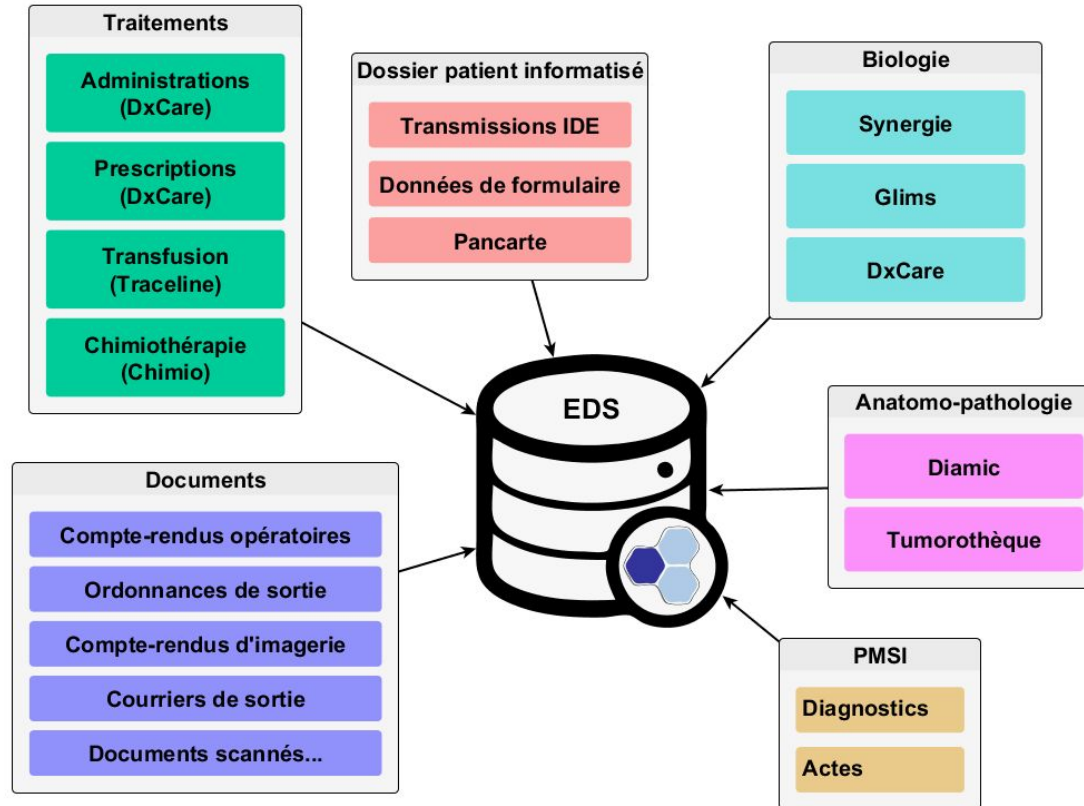 Traitements
Administrations
(DxCare)
Prescriptions
(DxCare)
Transfusion
(Traceline)
Chimiothérapie
(Chimio)
Dossier patient informatisé
Transmissions IDE
Données de formulaire
Pancarte
Biologie
Synergie
Glims
DxCare
EDS
Anatomo-pathologie
Diamic
Tumorothèque
Documents
Compte-rendus opératoires
Ordonnances de sortie
Compte-rendus d'imagerie
Courriers de sortie
Documents scannés...
PMSI
Diagnostics
Actes